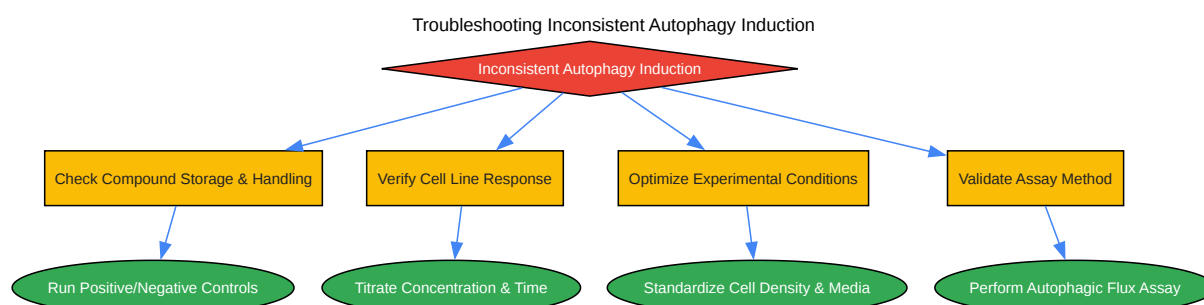 Troubleshooting Inconsistent Autophagy Induction
Inconsistent Autophagy Induction
Check Compound Storage & Handling
Verify Cell Line Response
Optimize Experimental Conditions
Validate Assay Method
Run Positive/Negative Controls
Titrate Concentration & Time
Standardize Cell Density & Media
Perform Autophagic Flux Assay